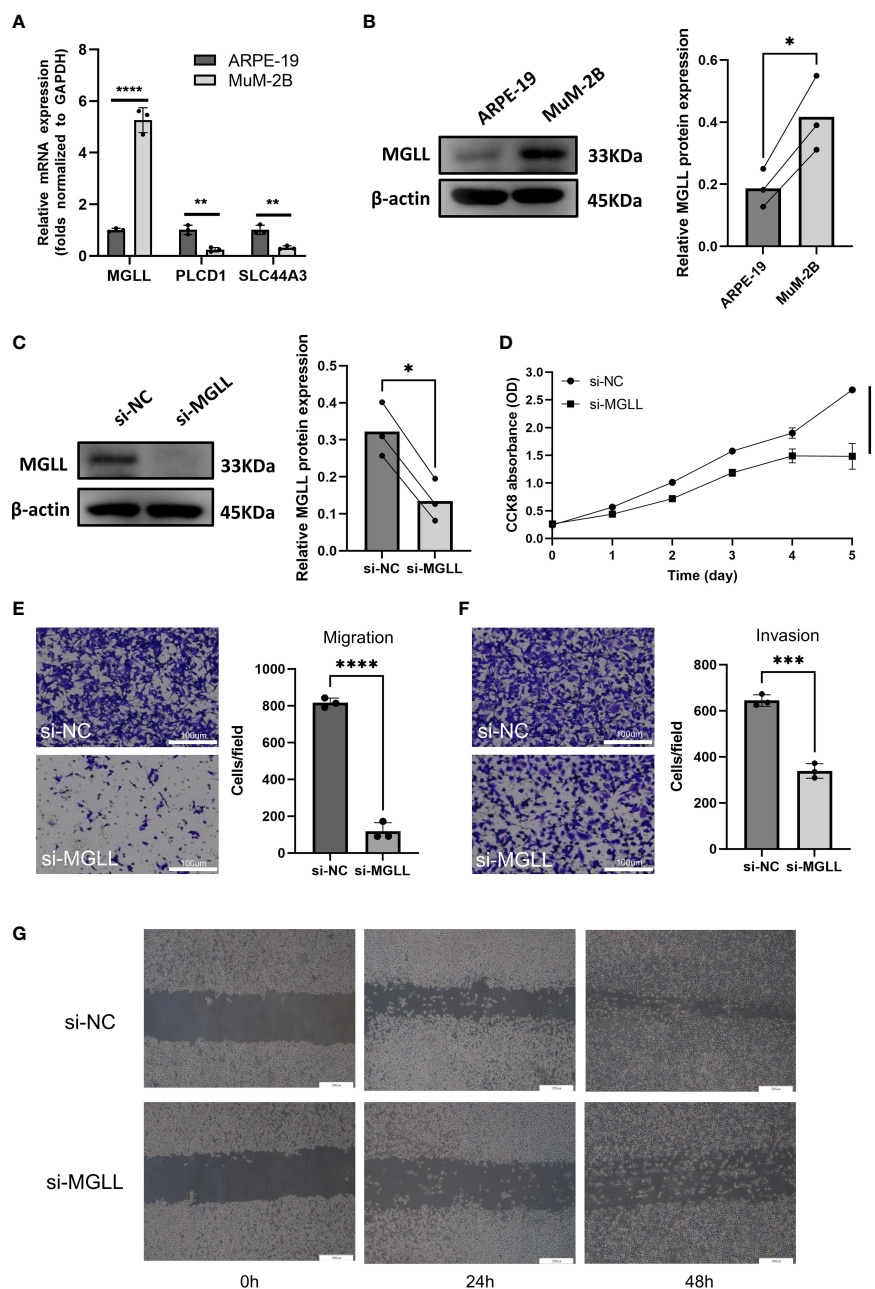 A
Relative mRNA expression
(folds normalized to GAPDH)
8
6
4
2
0
ARPE-19
MuM-2B
****
**
**
MGLL PLCD1 SLC44A3
B
ARPE-19 MuM-2B
MGLL 33KDa
β-actin 45KDa
Relative MGLL protein expression
0.6
0.4
0.2
0.0
*
ARPE-19 MuM-2B
C
si-NC si-MGLL
MGLL 33KDa
β-actin 45KDa
Relative MGLL protein expression
0.5
0.4
0.3
0.2
0.1
0.0
*
si-NC si-MGLL
D
CCK8 absorbance (OD)
3.0
2.5
2.0
1.5
1.0
0.5
0.0
si-NC
si-MGLL
0 1 2 3 4 5
Time (day)
E
si-NC
100um
si-MGLL
100um
Migration
Cells/field
1000
800
600
400
200
0
****
si-NC si-MGLL
F
si-NC
100um
si-MGLL
100um
Invasion
Cells/field
800
600
400
200
0
***
si-NC si-MGLL
G
si-NC
si-MGLL
0h 24h 48h